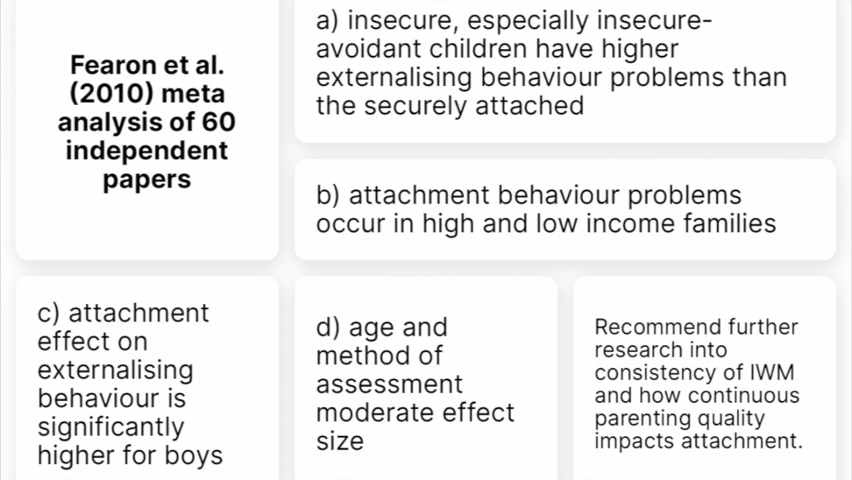 Fearon et al.
(2010) meta
analysis of 60
independent
papers
a) insecure, especially insecure-
avoidant children have higher
externalising behaviour problems than
the securely attached
b) attachment behaviour problems
occur in high and low income families
c) attachment
effect on
externalising
behaviour is
significantly
higher for boys
d) age and
method of
assessment
moderate effect
size
Recommend further
research into
consistency of IWM
and how continuous
parenting quality
impacts attachment.